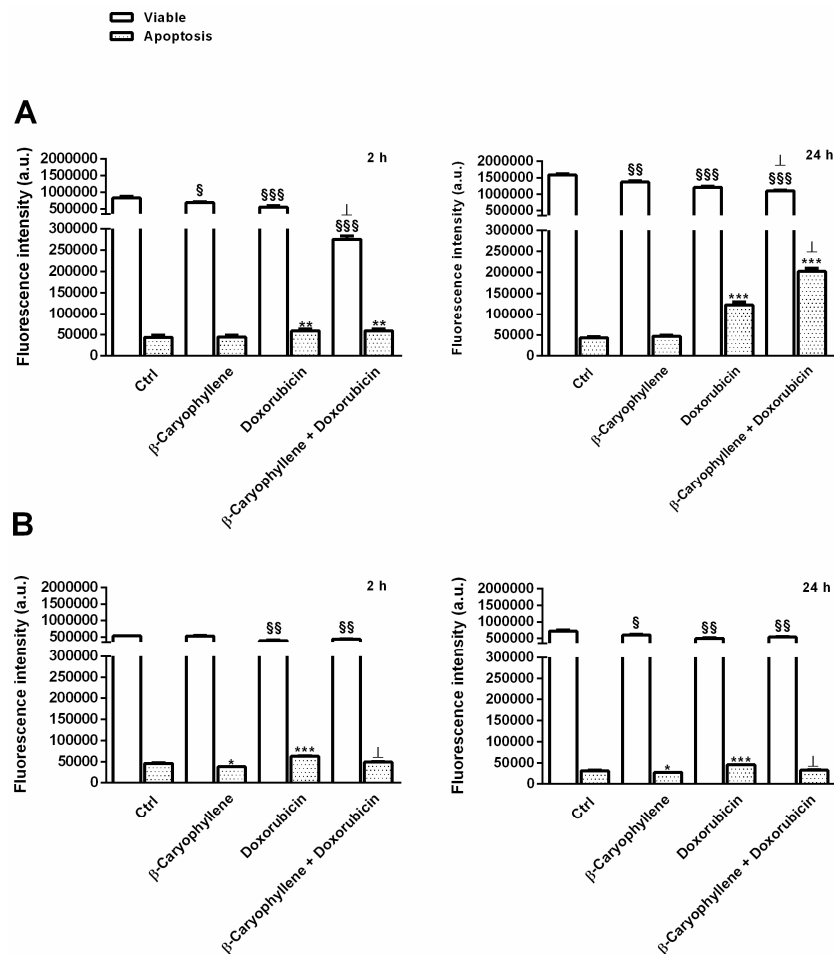 Viable
Apoptosis
A
Fluorescence intensity (a.u.)
2000000
1500000
1000000
500000
300000
250000
200000
150000
100000
50000
0
2 h
§
§§§
⊥
§§§
**
**
Ctrl
β-Caryophyllene
Doxorubicin
β-Caryophyllene + Doxorubicin
Fluorescence intensity (a.u.)
2000000
1500000
1000000
500000
300000
250000
200000
150000
100000
50000
0
24 h
§§
§§§
⊥
§§§
***
⊥
***
Ctrl
β-Caryophyllene
Doxorubicin
β-Caryophyllene + Doxorubicin
B
Fluorescence intensity (a.u.)
2000000
1500000
1000000
500000
300000
250000
200000
150000
100000
50000
0
2 h
§§
§§
*
***
⊥
Ctrl
β-Caryophyllene
Doxorubicin
β-Caryophyllene + Doxorubicin
Fluorescence intensity (a.u.)
2000000
1500000
1000000
500000
300000
250000
200000
150000
100000
50000
0
24 h
§
§§
§§
*
***
⊥
Ctrl
β-Caryophyllene
Doxorubicin
β-Caryophyllene + Doxorubicin